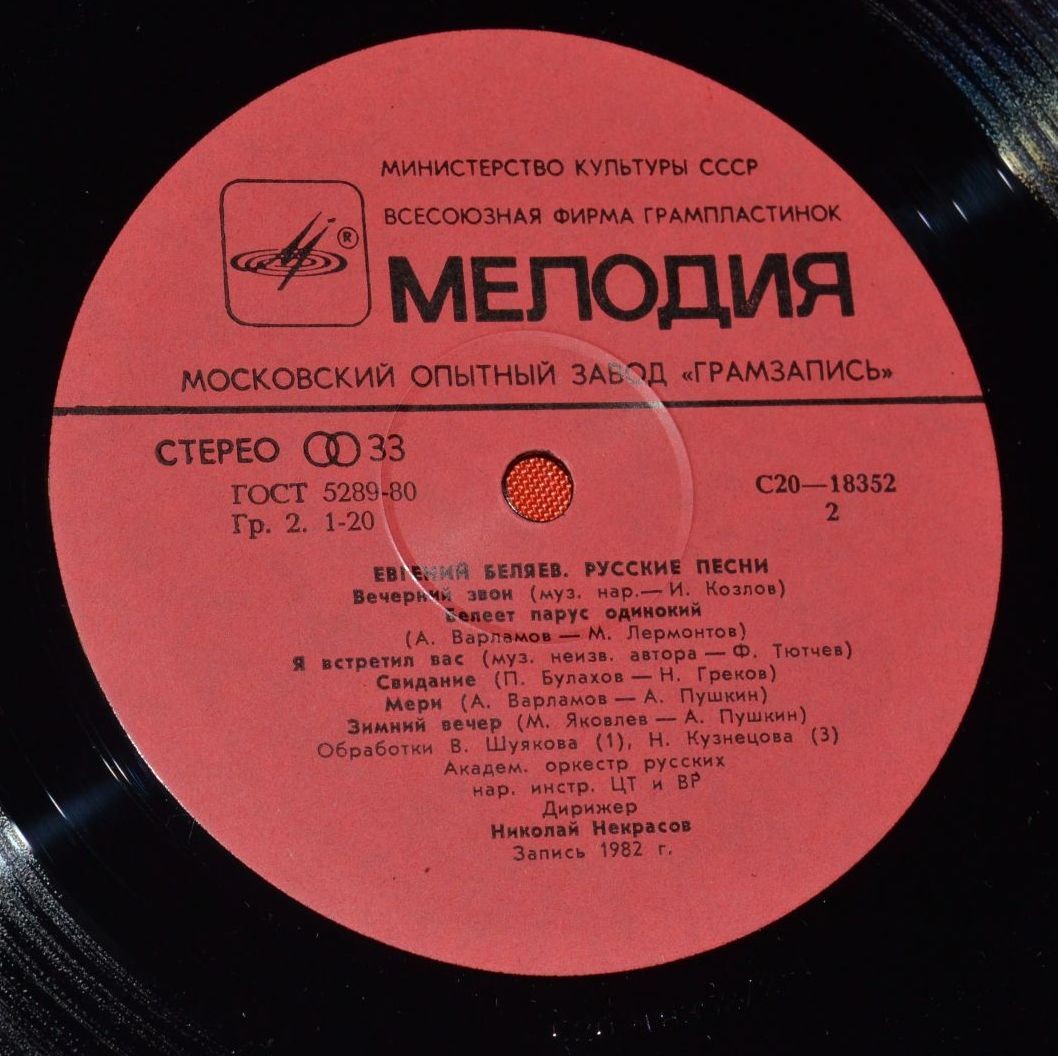 МИНИСТЕРСТВО КУЛЬТУРЫ СССР
ВСЕСОЮЗНАЯ ФИРМА ГРАМПЛАСТИНОК
®
МЕЛОДИЯ
МОСКОВСКИЙ ОПЫТНЫЙ ЗАВОД «ГРАМЗАПИСЬ»
СТЕРЕО 33
ГОСТ 5289-80
Гр. 2. 1-20
С20—18352
2
ЕВГЕНИЙ БЕЛЯЕВ. РУССКИЕ ПЕСНИ
Вечерний звон (муз. нар.— И. Козлов)
Белеет парус одинокий
(А. Варламов — М. Лермонтов)
Я встретил вас (муз. неизв. автора — Ф. Тютчев)
Свидание (П. Булахов — Н. Греков)
Мери (А. Варламов — А. Пушкин)
Зимний вечер (М. Яковлев — А. Пушкин)
Обработки В. Шуякова (1), Н. Кузнецова (3)
Академ. оркестр русских
нар. инстр. ЦТ и ВР
Дирижер
Николай Некрасов
Запись 1982 г.